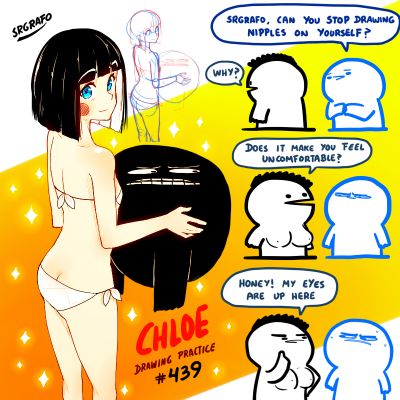 SRGRAFO
SRGRAFO, CAN YOU STOP DRAWING
NIPPLES ON YOURSELF?
WHY?
DOES IT MAKE YOU FEEL
UNCOMFORTABLE?
HONEY! MY EYES
ARE UP HERE
CHLOE
DRAWING PRACTICE
#439